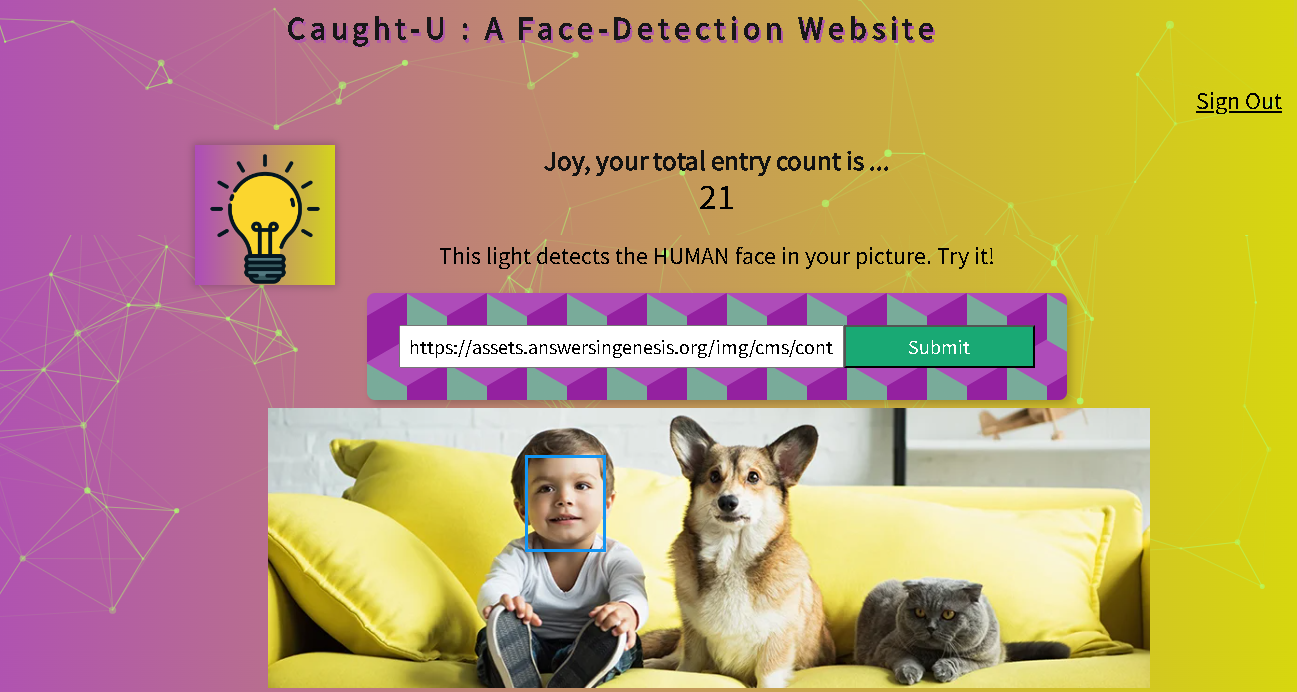 Caught-U : A Face-Detection Website
Sign Out
Joy, your total entry count is ...
21
This light detects the HUMAN face in your picture. Try it!
https://assets.answersingenesis.org/img/cms/cont
Submit